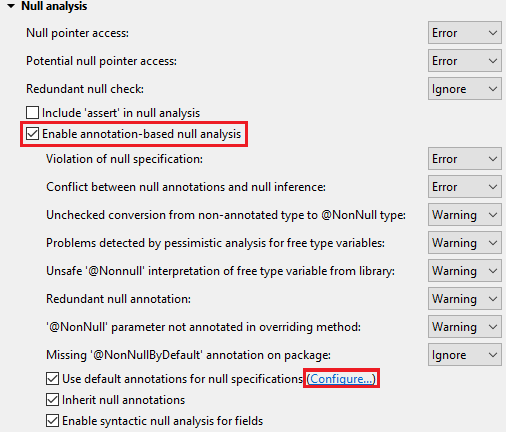 Null analysis
Null pointer access: Error
Potential null pointer access: Error
Redundant null check: Ignore
Include 'assert' in null analysis
Enable annotation-based null analysis
Violation of null specification: Error
Conflict between null annotations and null inference: Error
Unchecked conversion from non-annotated type to @NonNull type: Warning
Problems detected by pessimistic analysis for free type variables: Warning
Unsafe '@Nonnull' interpretation of free type variable from library: Warning
Redundant null annotation: Warning
'@NonNull' parameter not annotated in overriding method: Warning
Missing '@NonNullByDefault' annotation on package: Ignore
Use default annotations for null specifications (Configure...)
Inherit null annotations
Enable syntactic null analysis for fields